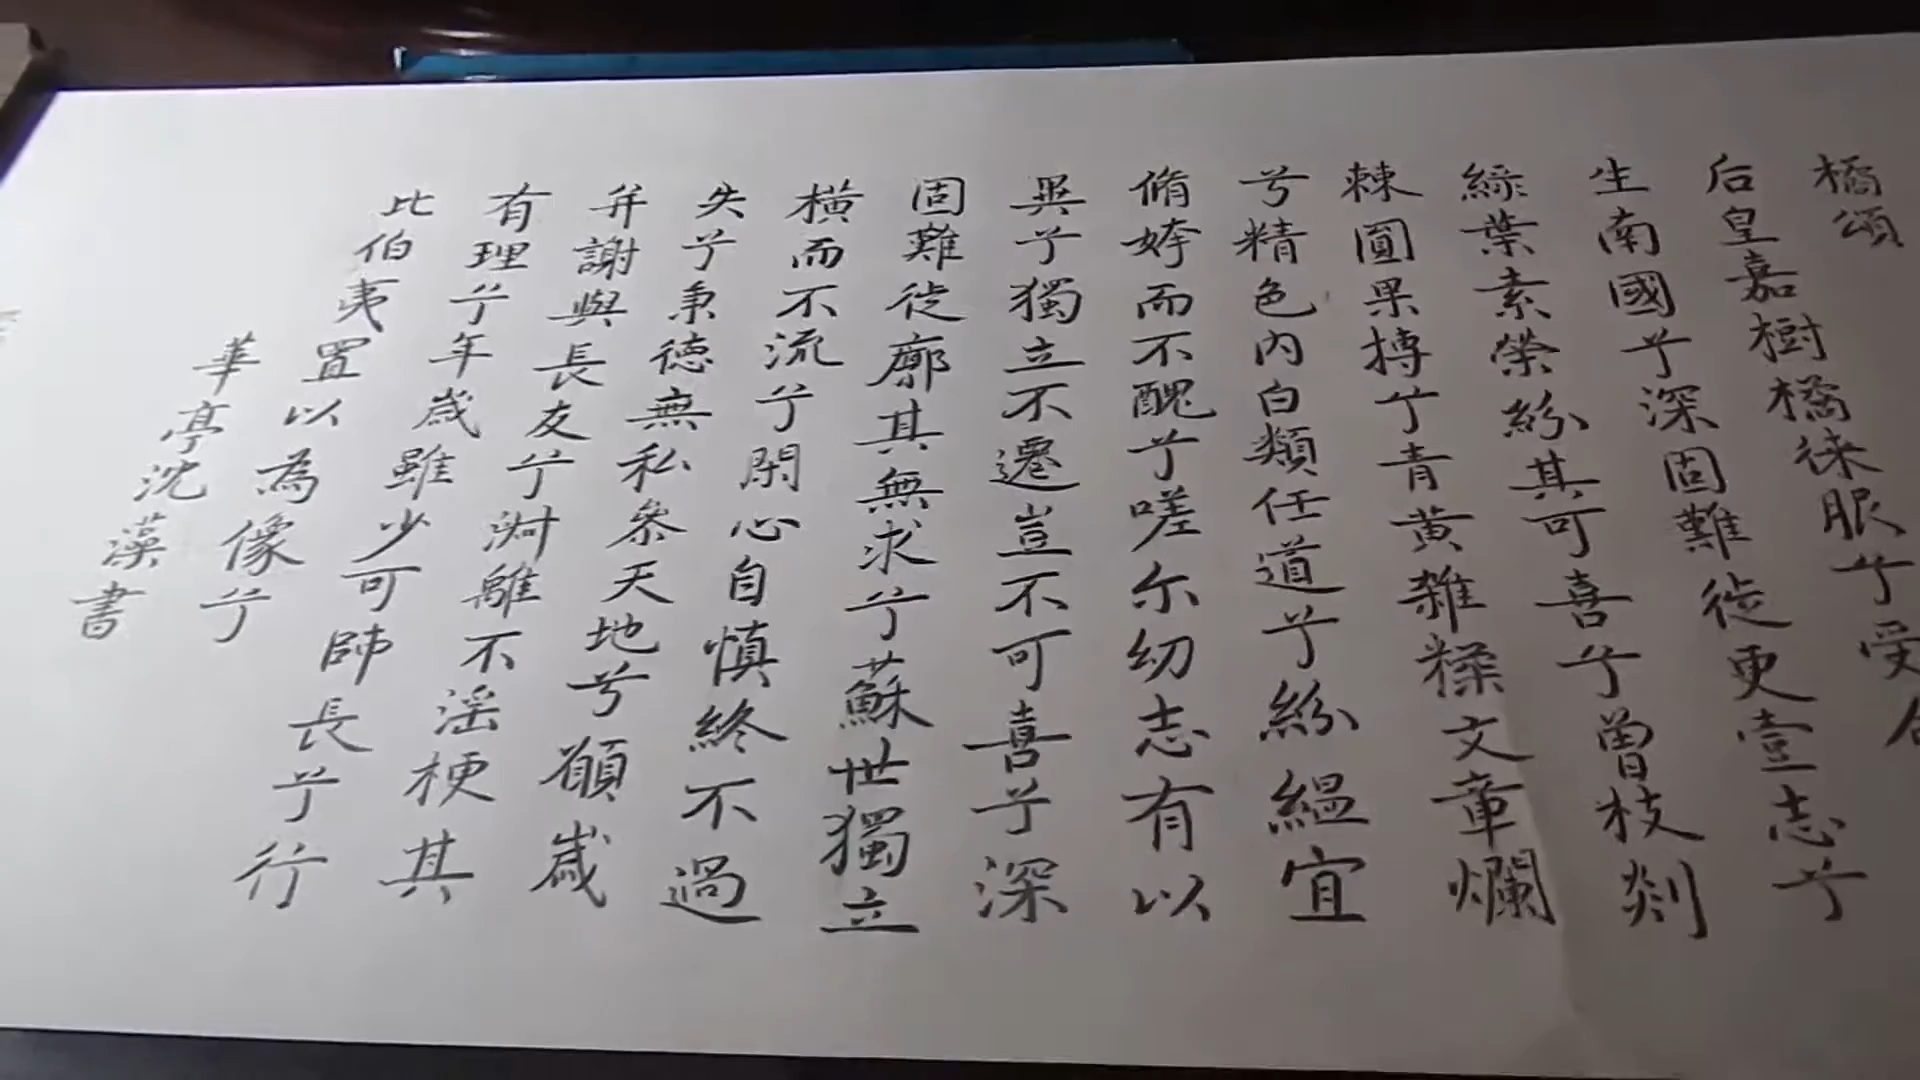 橘頌
后皇嘉樹橘徠服兮受命
生南國兮深固難徙更壹志兮
綠葉素榮紛其可喜兮曾枝剡
棘圓果摶兮青黄雜糅文章爛
兮精色内白類任道兮紛緼宜
脩姱而不醜兮嗟尔幼志有以
異兮獨立不遷豈不可喜兮深
固難徙廓其無求兮蘇世獨立
横而不流兮閉心自慎終不過
失兮秉德無私參天地兮願歲
并謝與長友兮淑離不淫梗其
有理兮年歲雖少可師長兮行
比伯夷置以為像兮
華亭沈藻書